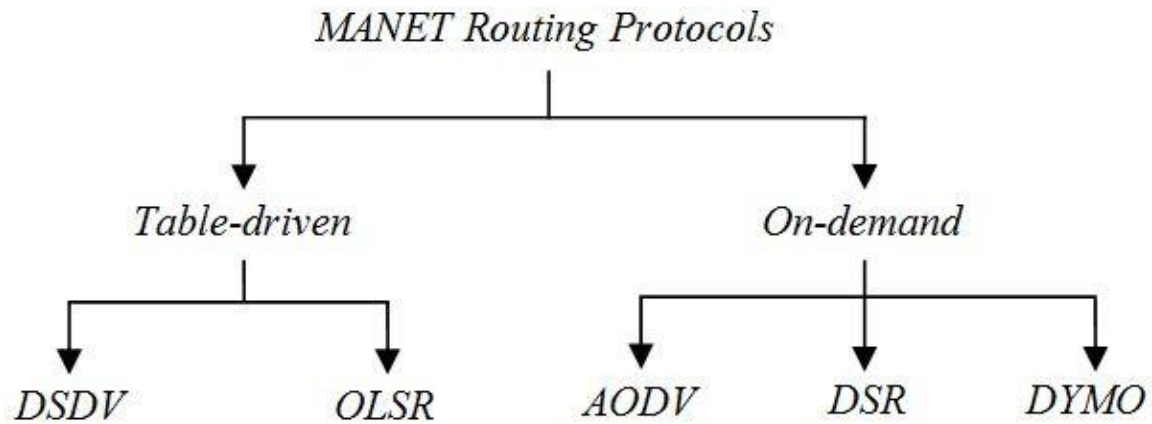 MANET Routing Protocols
Table-driven On-demand
DSDV OLSR AODV DSR DYMO